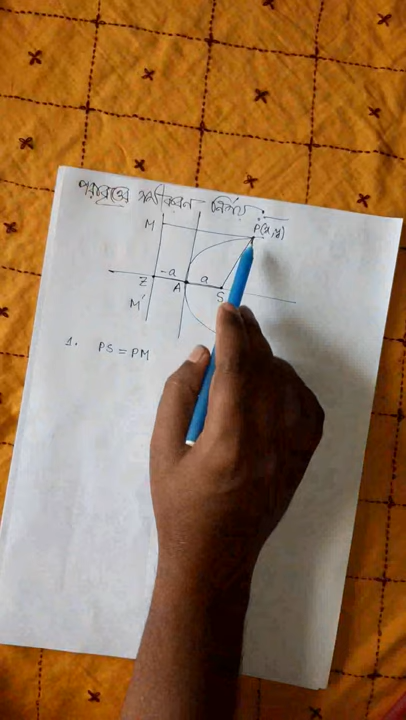 পরাবৃত্তের সমীকরণ নির্ণয় :
M P(x,y)
-a a
Z A S
M'
1. PS = PM